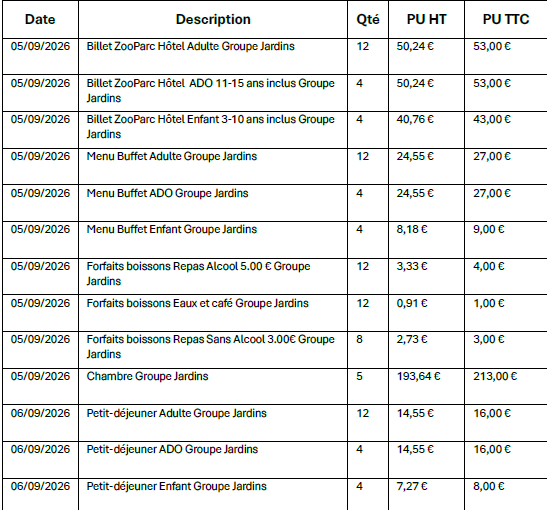 Date Description Qté PU HT PU TTC
05/09/2026 Billet ZooParc Hôtel Adulte Groupe Jardins 12 50,24 € 53,00 €
05/09/2026 Billet ZooParc Hôtel ADO 11-15 ans inclus Groupe 4 50,24 € 53,00 €
Jardins
05/09/2026 Billet ZooParc Hôtel Enfant 3-10 ans inclus Groupe 4 40,76 € 43,00 €
Jardins
05/09/2026 Menu Buffet Adulte Groupe Jardins 12 24,55 € 27,00 €
05/09/2026 Menu Buffet ADO Groupe Jardins 4 24,55 € 27,00 €
05/09/2026 Menu Buffet Enfant Groupe Jardins 4 8,18 € 9,00 €
05/09/2026 Forfaits boissons Repas Alcool 5.00 € Groupe 12 3,33 € 4,00 €
Jardins
05/09/2026 Forfaits boissons Eaux et café Groupe Jardins 12 0,91 € 1,00 €
05/09/2026 Forfaits boissons Repas Sans Alcool 3.00€ Groupe 8 2,73 € 3,00 €
Jardins
05/09/2026 Chambre Groupe Jardins 5 193,64 € 213,00 €
06/09/2026 Petit-déjeuner Adulte Groupe Jardins 12 14,55 € 16,00 €
06/09/2026 Petit-déjeuner ADO Groupe Jardins 4 14,55 € 16,00 €
06/09/2026 Petit-déjeuner Enfant Groupe Jardins 4 7,27 € 8,00 €